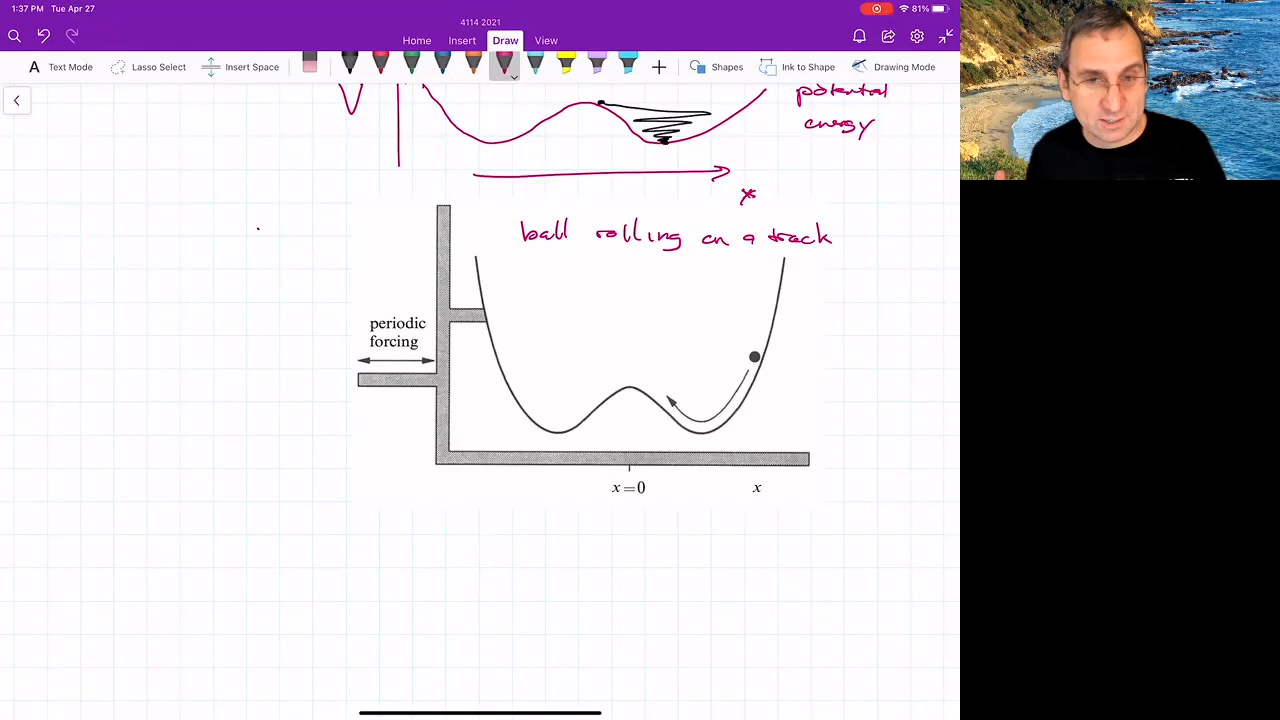 1:37 PM Tue Apr 27
81%
4114 2021
Home Insert Draw View
Text Mode Lasso Select Insert Space Shapes Ink to Shape Drawing Mode
V
potential
energy
x
ball rolling on a track
periodic
forcing
x=0
x